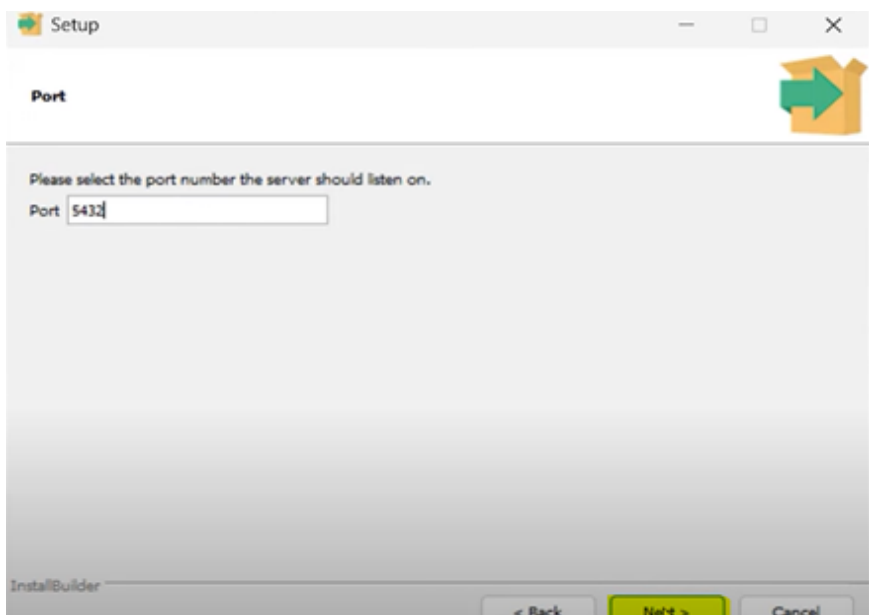 Setup
Port
Please select the port number the server should listen on.
Port 5432
InstallBuilder
< Back Next > Cancel